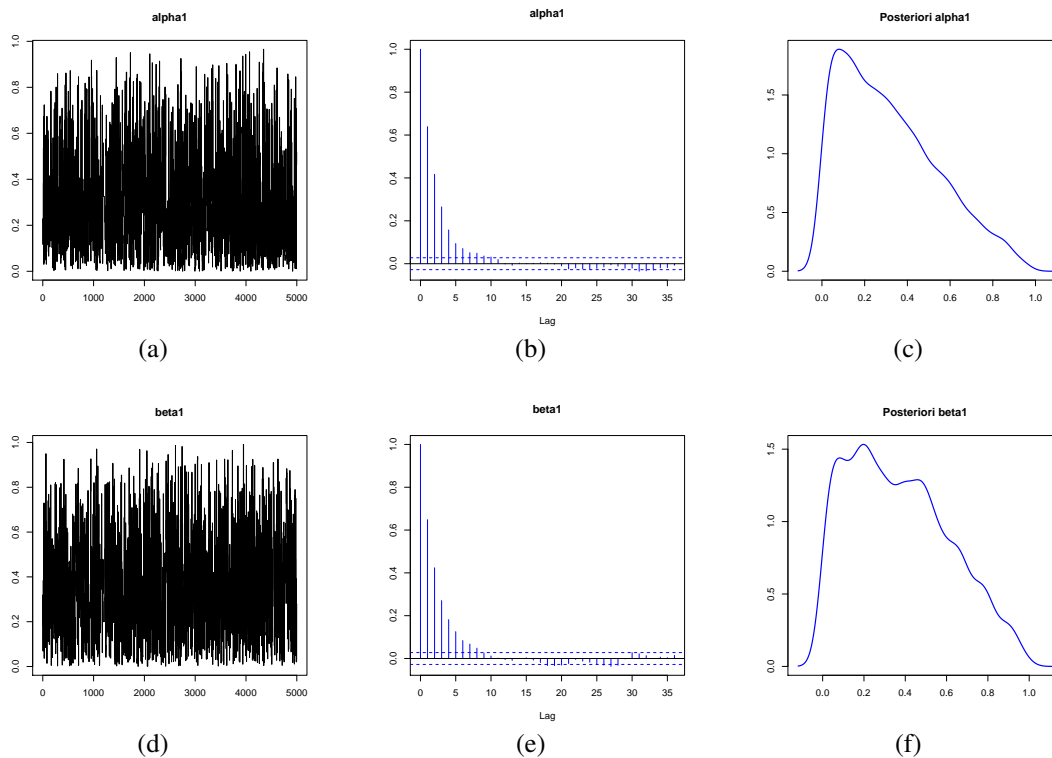 alpha1
alpha1
Posteriori alpha1
0.0 0.2 0.4 0.6 0.8 1.0
0 1000 2000 3000 4000 5000
0.0 0.2 0.4 0.6 0.8 1.0
0 5 10 15 20 25 30 35
Lag
0.0 0.5 1.0 1.5
0.0 0.2 0.4 0.6 0.8 1.0
(a)
(b)
(c)
beta1
beta1
Posteriori beta1
0.0 0.2 0.4 0.6 0.8 1.0
0 1000 2000 3000 4000 5000
0.0 0.2 0.4 0.6 0.8 1.0
0 5 10 15 20 25 30 35
Lag
0.0 0.5 1.0 1.5
0.0 0.2 0.4 0.6 0.8 1.0
(d)
(e)
(f)